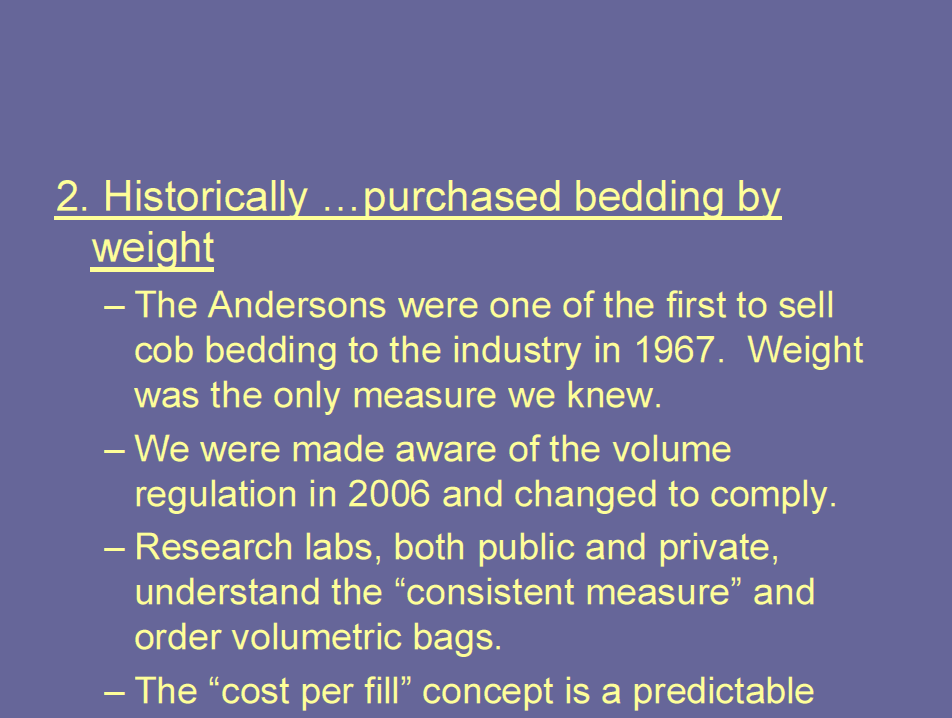 2. Historically …purchased bedding by
weight
– The Andersons were one of the first to sell
cob bedding to the industry in 1967.  Weight
was the only measure we knew.
– We were made aware of the volume
regulation in 2006 and changed to comply.
– Research labs, both public and private,
understand the “consistent measure” and
order volumetric bags.
– The “cost per fill” concept is a predictable